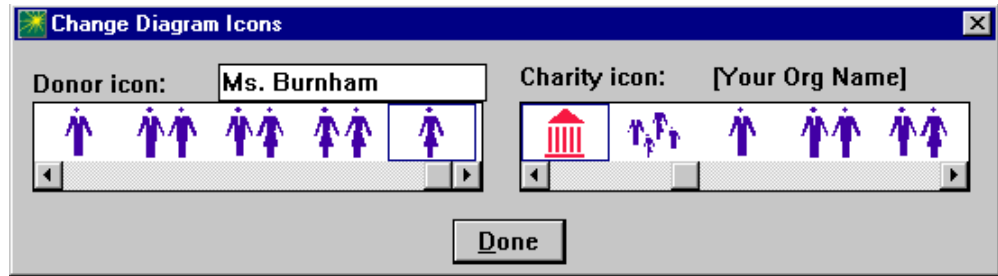 Change Diagram Icons
Donor icon: Ms. Burnham
Charity icon: [Your Org Name]
Done